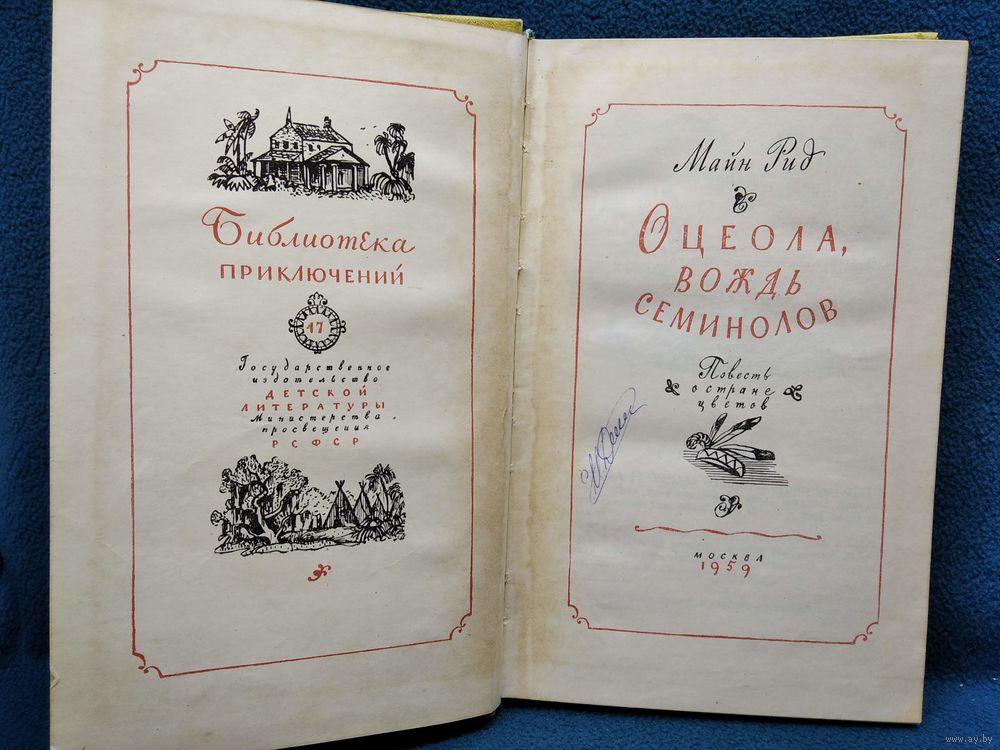 Библиотека
ПРИКЛЮЧЕНИЙ
17
Государственное
издательство
ДЕТСКОЙ
ЛИТЕРАТУРЫ
Министерства
просвещения
РСФСР
Майн Рид
ОЦЕОЛА,
ВОЖДЬ
СЕМИНОЛОВ
Повесть
о стране
цветов
МОСКВА
1959
www.ay.by